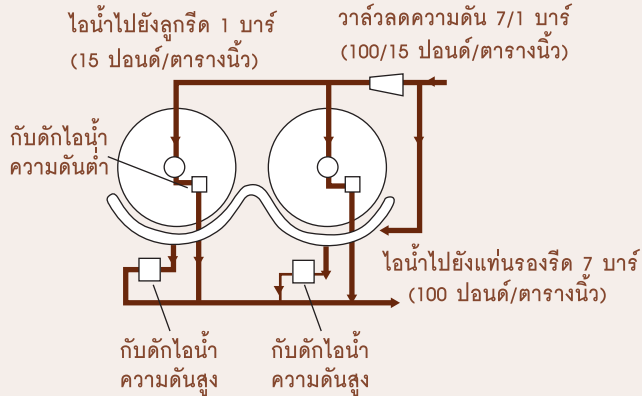 ไอน้ำไปยังลูกรีด 1 บาร์
(15 ปอนด์/ตารางนิ้ว)
วาล์วลดความดัน 7/1 บาร์
(100/15 ปอนด์/ตารางนิ้ว)
กับดักไอน้ำ
ความดันต่ำ
ไอน้ำไปยังแท่นรองรีด 7 บาร์
(100 ปอนด์/ตารางนิ้ว)
กับดักไอน้ำ
ความดันสูง
กับดักไอน้ำ
ความดันสูง